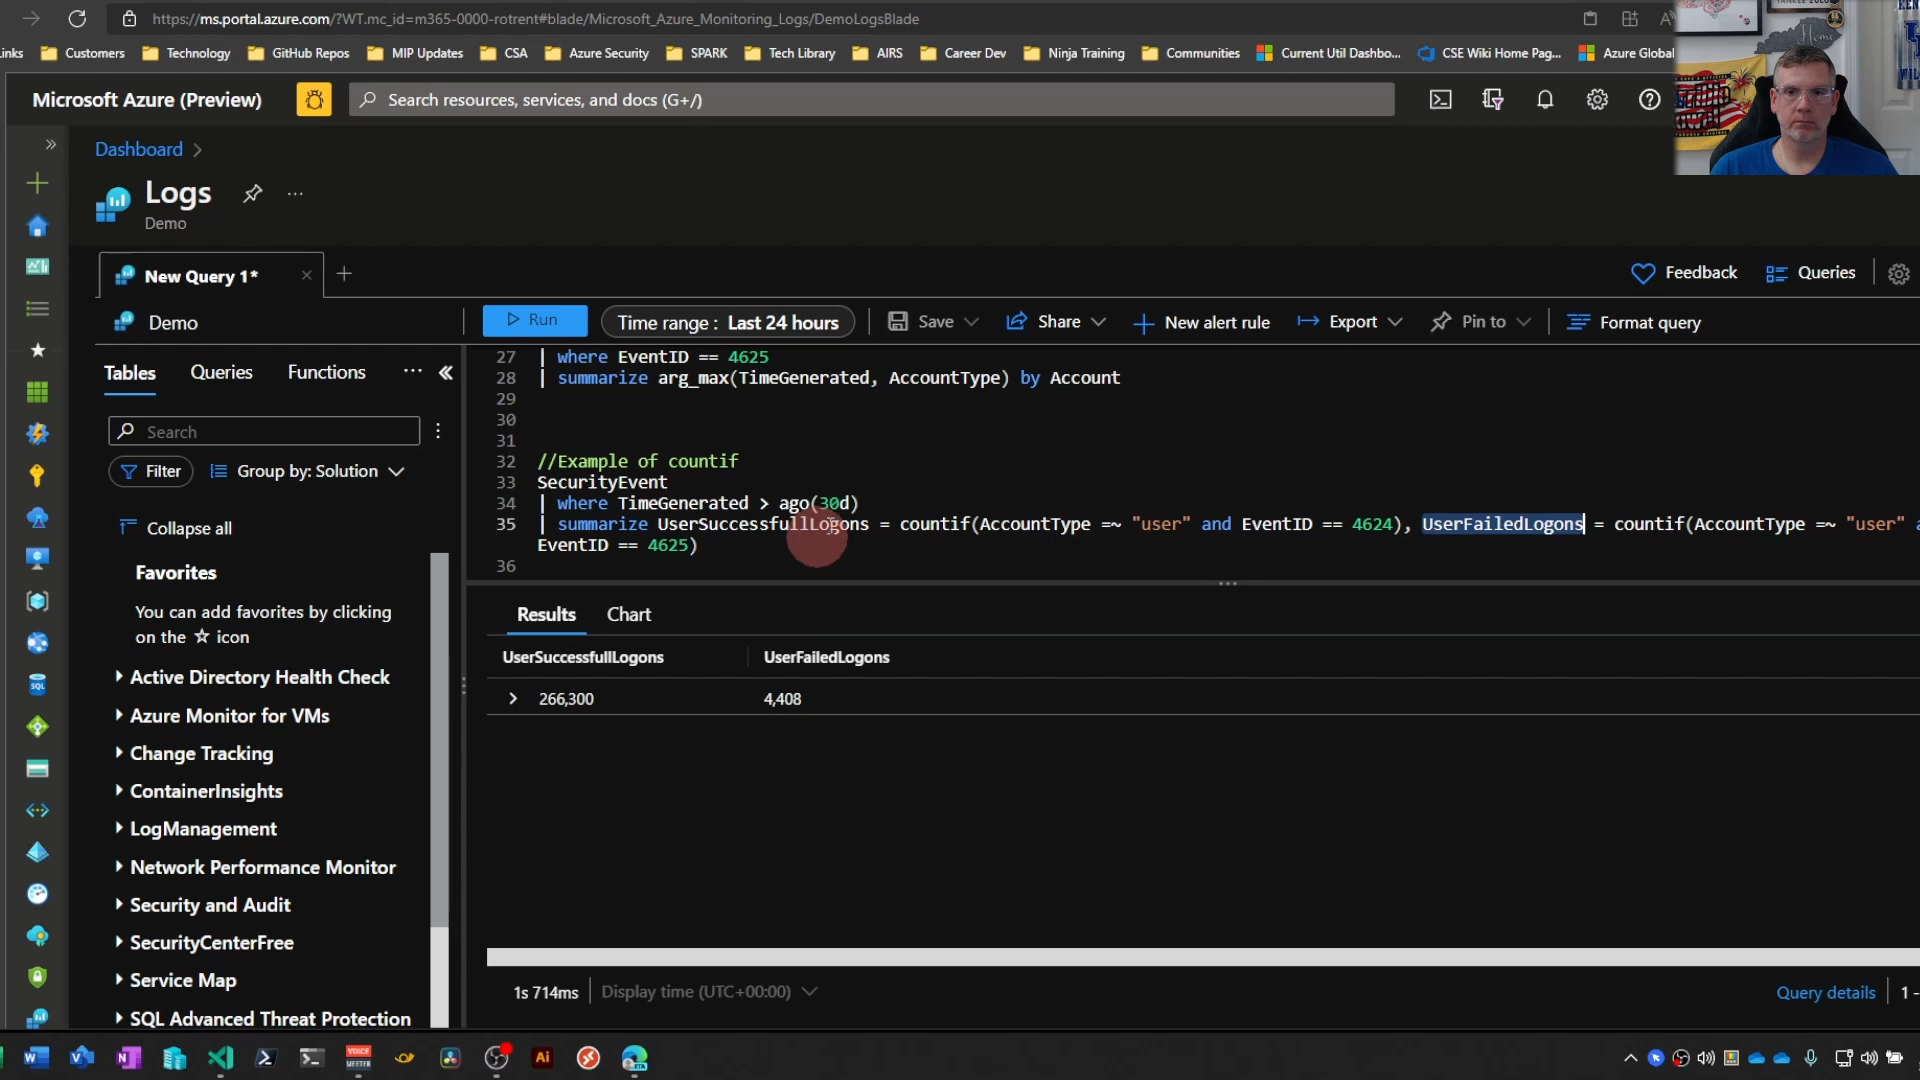 https://ms.portal.azure.com/?WT.mc_id=m365-0000-rotrent#blade/Microsoft_Azure_Monitoring_Logs/DemoLogsBlade
inks Customers Technology GitHub Repos MIP Updates CSA Azure Security SPARK Tech Library AIRS Career Dev Ninja Training Communities Current Util Dashbo... CSE Wiki Home Pag... Azure Global
Microsoft Azure (Preview) Search resources, services, and docs (G+/)
Dashboard
Logs
Demo
New Query 1*
Feedback Queries
Demo
Run Time range : Last 24 hours Save Share New alert rule Export Pin to Format query
Tables Queries Functions
Search
Filter Group by: Solution
Collapse all
Favorites
You can add favorites by clicking
on the ☆ icon
Active Directory Health Check
Azure Monitor for VMs
Change Tracking
ContainerInsights
LogManagement
Network Performance Monitor
Security and Audit
SecurityCenterFree
Service Map
SQL Advanced Threat Protection
27 | where EventID == 4625
28 | summarize arg_max(TimeGenerated, AccountType) by Account
29
30
31
32 //Example of countif
33 SecurityEvent
34 | where TimeGenerated > ago(30d)
35 | summarize UserSuccessfullLogons = countif(AccountType =~ "user" and EventID == 4624), UserFailedLogons = countif(AccountType =~ "user" a
EventID == 4625)
36
Results Chart
UserSuccessfullLogons UserFailedLogons
266,300 4,408
1s 714ms Display time (UTC+00:00) Query details 1 -